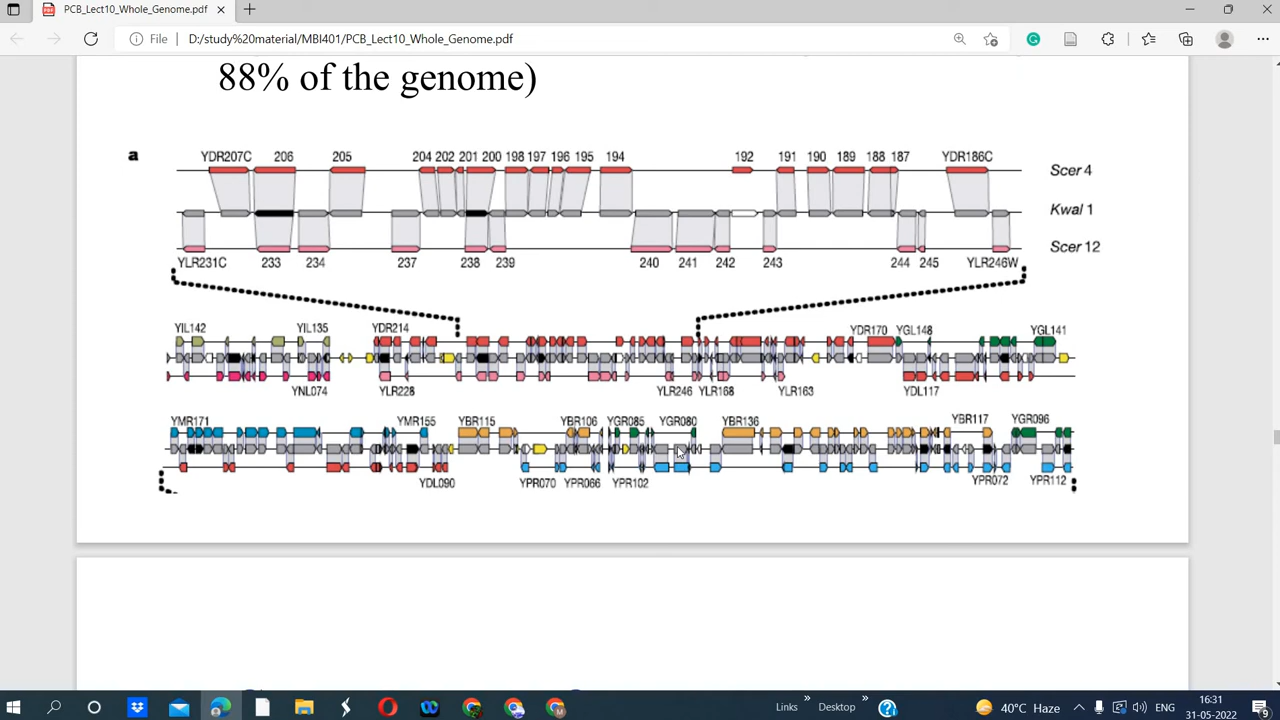 PCB_Lect10_Whole_Genome.pdf
File D:/study%20material/MBI401/PCB_Lect10_Whole_Genome.pdf
88% of the genome)
a
YDR207C 206 205 204 202 201 200 198 197 196 195 194 192 191 190 189 188 187 YDR186C
Scer 4
Kwal 1
Scer 12
YLR231C 233 234 237 238 239 240 241 242 243 244 245 YLR246W
YIL142 YIL135 YDR214 YDR170 YGL148 YGL141
YNL074 YLR228 YLR246 YLR168 YLR163 YDL117
YMR171 YMR155 YBR115 YBR106 YGR085 YGR080 YBR136 YBR117 YGR096
YDL090 YPR070 YPR066 YPR102 YPR072 YPR112
Links Desktop 40°C Haze 16:31
31-05-2022